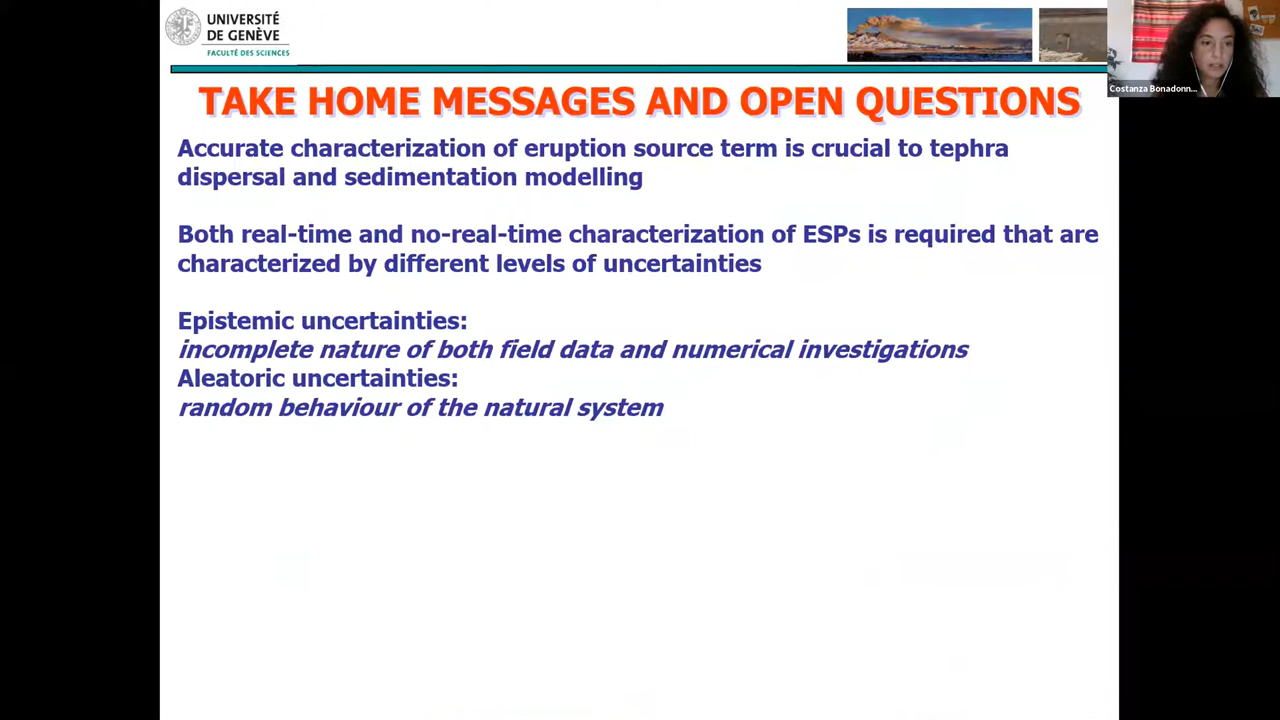 UNIVERSITÉ
DE GENÈVE
FACULTÉ DES SCIENCES
Costanza Bonadonn...
TAKE HOME MESSAGES AND OPEN QUESTIONS
Accurate characterization of eruption source term is crucial to tephra
dispersal and sedimentation modelling
Both real-time and no-real-time characterization of ESPs is required that are
characterized by different levels of uncertainties
Epistemic uncertainties:
incomplete nature of both field data and numerical investigations
Aleatoric uncertainties:
random behaviour of the natural system